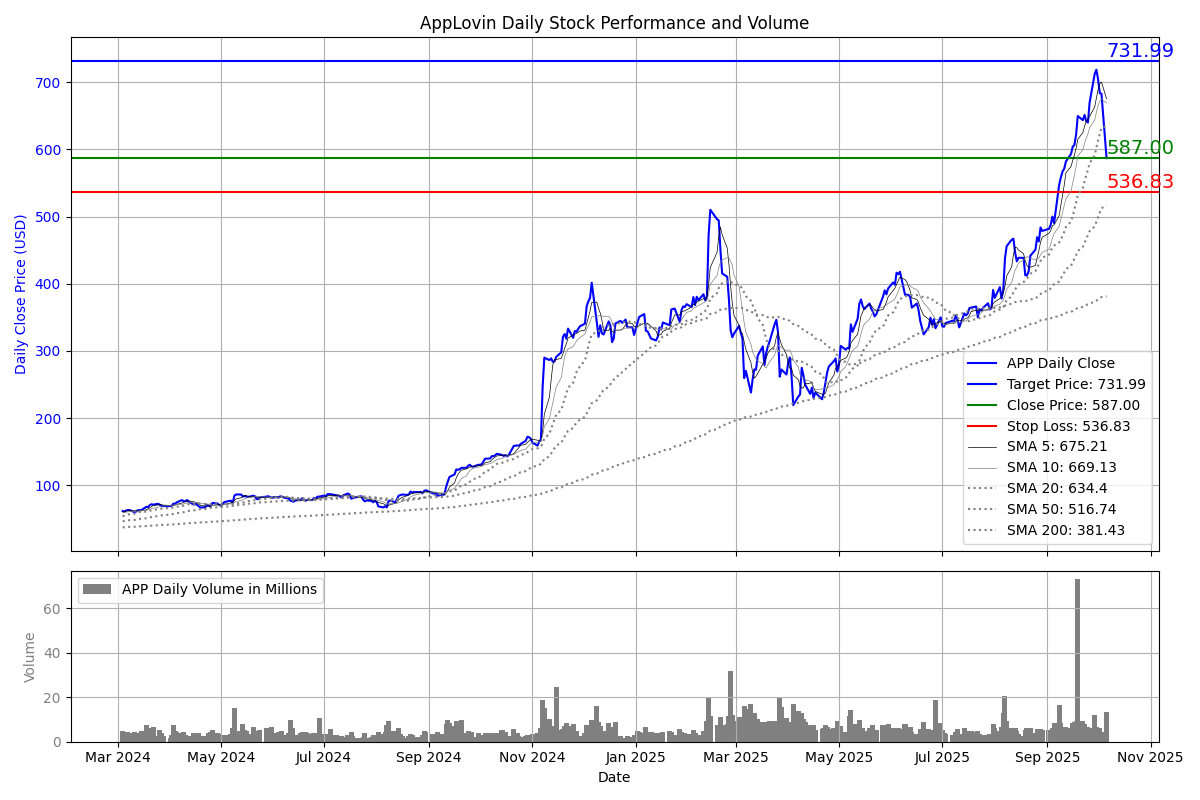 AppLovin Daily Stock Performance and Volume
Daily Close Price (USD)
700
600
500
400
300
200
100
731.99
587.00
536.83
APP Daily Close
Target Price: 731.99
Close Price: 587.00
Stop Loss: 536.83
SMA 5: 675.21
SMA 10: 669.13
SMA 20: 634.4
SMA 50: 516.74
SMA 200: 381.43
APP Daily Volume in Millions
Volume
60
40
20
0
Mar 2024 May 2024 Jul 2024 Sep 2024 Nov 2024 Jan 2025 Mar 2025 May 2025 Jul 2025 Sep 2025 Nov 2025
Date